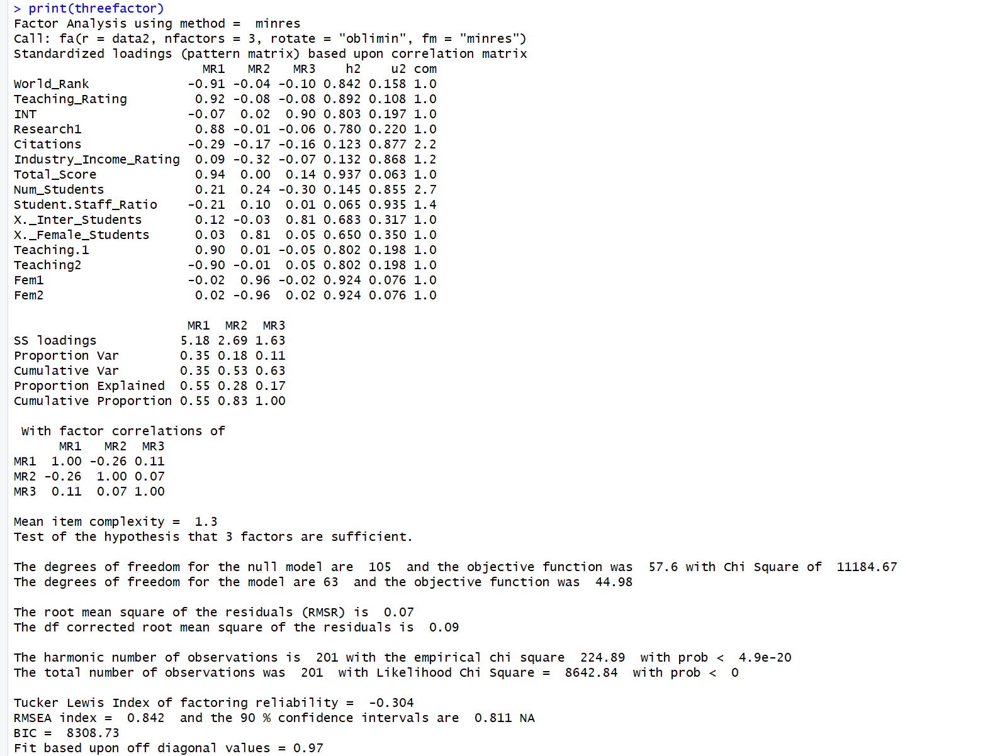 > print(threefactor)
Factor Analysis using method =  minres
Call: fa(r = data2, nfactors = 3, rotate = "oblimin", fm = "minres")
Standardized loadings (pattern matrix) based upon correlation matrix
                         MR1   MR2   MR3    h2    u2 com
World_Rank             -0.91 -0.04 -0.10 0.842 0.158 1.0
Teaching_Rating         0.92 -0.08 -0.08 0.892 0.108 1.0
INT                    -0.07  0.02  0.90 0.803 0.197 1.0
Research1               0.88 -0.01 -0.06 0.780 0.220 1.0
Citations              -0.29 -0.17 -0.16 0.123 0.877 2.2
Industry_Income_Rating  0.09 -0.32 -0.07 0.132 0.868 1.2
Total_Score             0.94  0.00  0.14 0.937 0.063 1.0
Num_Students            0.21  0.24 -0.30 0.145 0.855 2.7
Student.Staff_Ratio    -0.21  0.10  0.01 0.065 0.935 1.4
X._Inter_Students       0.12 -0.03  0.81 0.683 0.317 1.0
X._Female_Students      0.03  0.81  0.05 0.650 0.350 1.0
Teaching.1              0.90  0.01 -0.05 0.802 0.198 1.0
Teaching2              -0.90 -0.01  0.05 0.802 0.198 1.0
Fem1                   -0.02  0.96 -0.02 0.924 0.076 1.0
Fem2                    0.02 -0.96  0.02 0.924 0.076 1.0
                       MR1  MR2  MR3
SS loadings           5.18 2.69 1.63
Proportion Var        0.35 0.18 0.11
Cumulative Var        0.35 0.53 0.63
Proportion Explained  0.55 0.28 0.17
Cumulative Proportion 0.55 0.83 1.00
 With factor correlations of
      MR1   MR2  MR3
MR1  1.00 -0.26 0.11
MR2 -0.26  1.00 0.07
MR3  0.11  0.07 1.00
Mean item complexity =  1.3
Test of the hypothesis that 3 factors are sufficient.
The degrees of freedom for the null model are  105  and the objective function was  57.6 with Chi Square of  11184.67
The degrees of freedom for the model are 63  and the objective function was  44.98
The root mean square of the residuals (RMSR) is  0.07
The df corrected root mean square of the residuals is  0.09
The harmonic number of observations is  201 with the empirical chi square  224.89  with prob <  4.9e-20
The total number of observations was  201  with Likelihood Chi Square =  8642.84  with prob <  0
Tucker Lewis Index of factoring reliability =  -0.304
RMSEA index =  0.842  and the 90 % confidence intervals are  0.811 NA
BIC =  8308.73
Fit based upon off diagonal values = 0.97